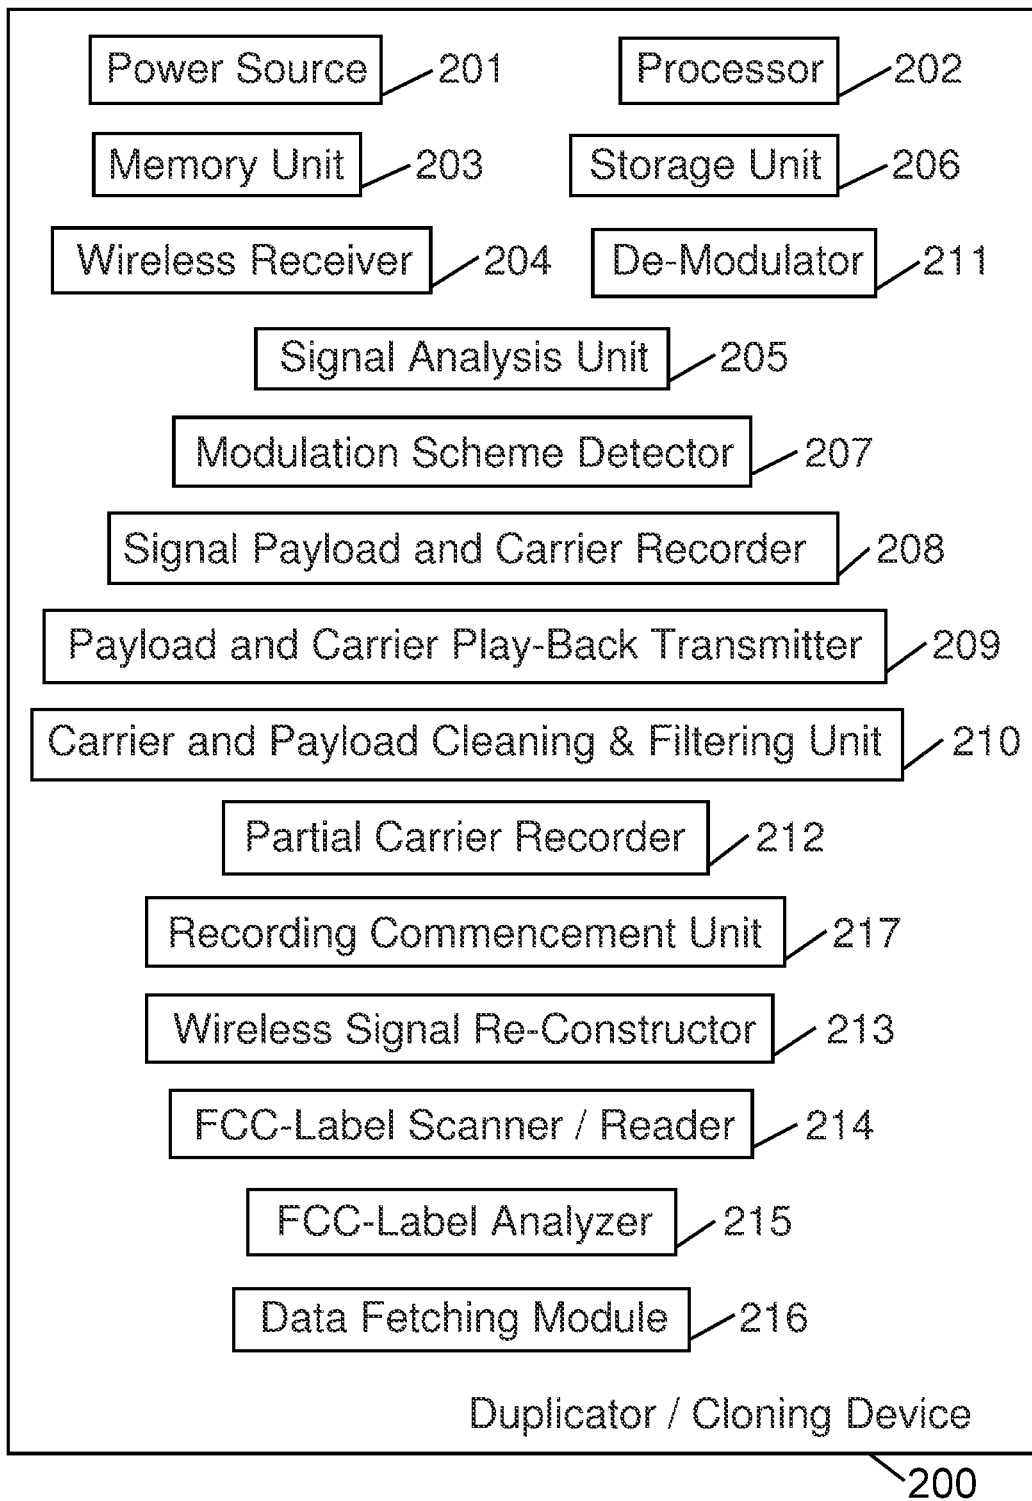 Power Source 201 Processor 202
Memory Unit 203 Storage Unit 206
Wireless Receiver 204 De-Modulator 211
Signal Analysis Unit 205
Modulation Scheme Detector 207
Signal Payload and Carrier Recorder 208
Payload and Carrier Play-Back Transmitter 209
Carrier and Payload Cleaning & Filtering Unit 210
Partial Carrier Recorder 212
Recording Commencement Unit 217
Wireless Signal Re-Constructor 213
FCC-Label Scanner / Reader 214
FCC-Label Analyzer 215
Data Fetching Module 216
Duplicator / Cloning Device
200